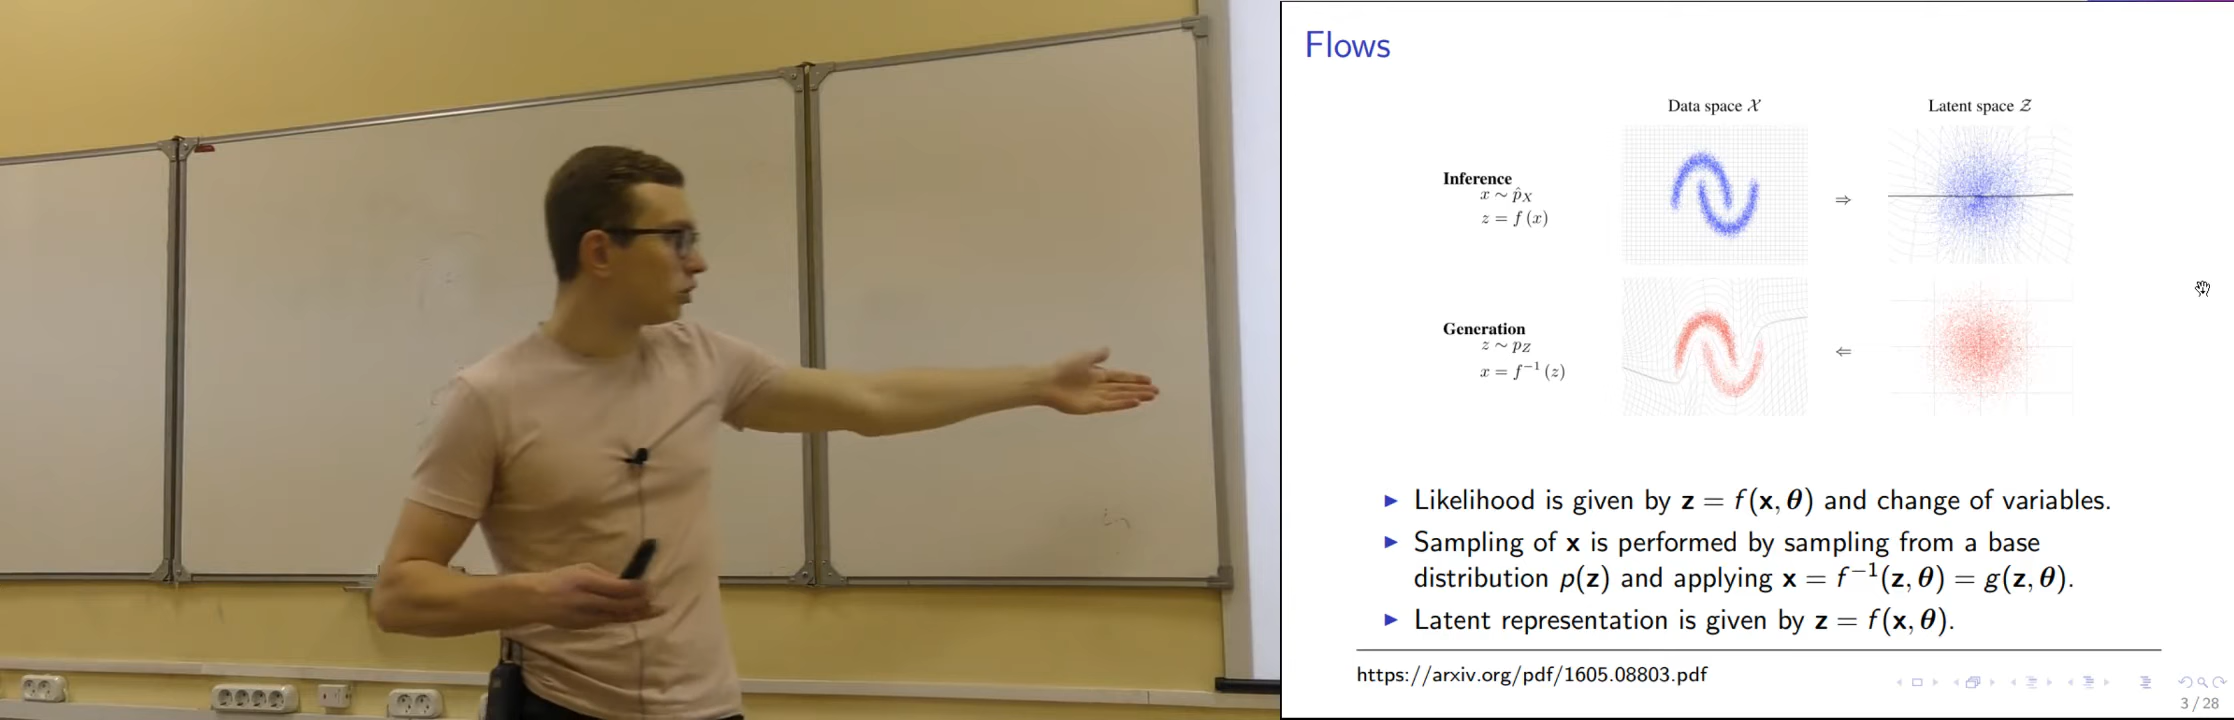 Flows
Data space 𝒳
Latent space 𝒵
Inference
x ∼ p̂_X
z = f (x)
⇒
Generation
z ∼ p_Z
x = f⁻¹ (z)
⇐
▶ Likelihood is given by z = f(x, θ) and change of variables.
▶ Sampling of x is performed by sampling from a base
distribution p(z) and applying x = f⁻¹(z, θ) = g(z, θ).
▶ Latent representation is given by z = f(x, θ).
https://arxiv.org/pdf/1605.08803.pdf
3 / 28